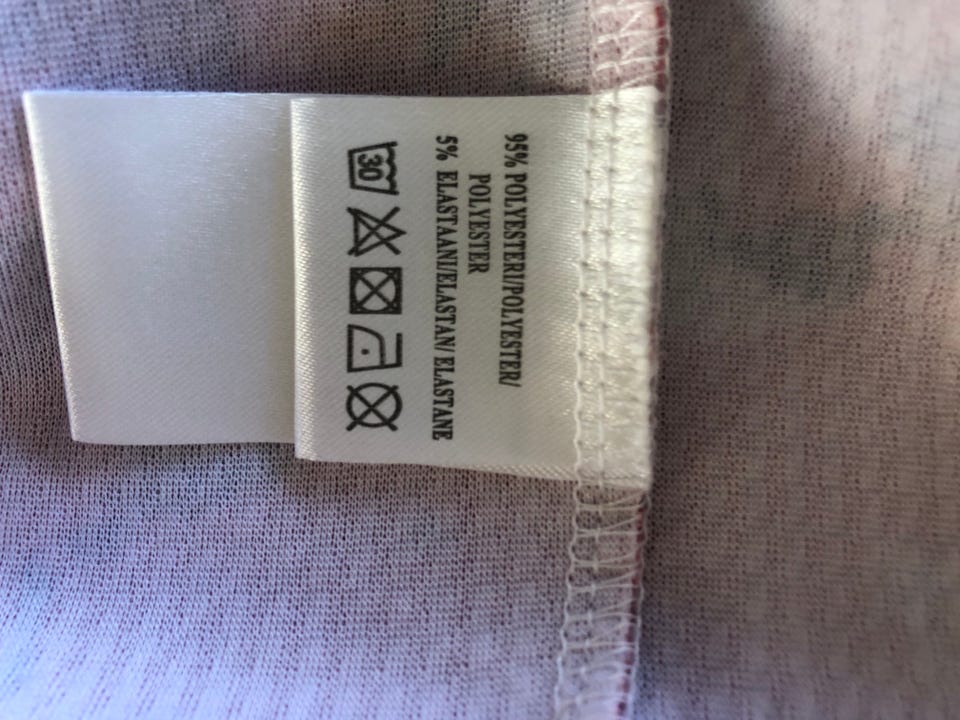 95% POLYESTERI/POLYESTER/
POLYESTER
5% ELASTAANI/ELASTAN/ ELASTANE
30